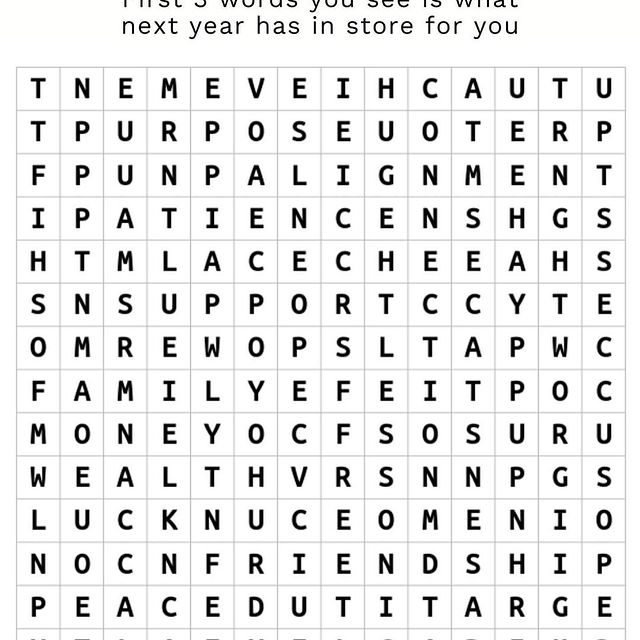 First 3 words you see is what
next year has in store for you
T N E M E V E I H C A U T U
T P U R P O S E U O T E R P
F P U N P A L I G N M E N T
I P A T I E N C E N S H G S
H T M L A C E C H E E A H S
S N S U P P O R T C C Y T E
O M R E W O P S L T A P W C
F A M I L Y E F E I T P O C
M O N E Y O C F S O S U R U
W E A L T H V R S N N P G S
L U C K N U C E O M E N I O
N O C N F R I E N D S H I P
P E A C E D U T I T A R G E